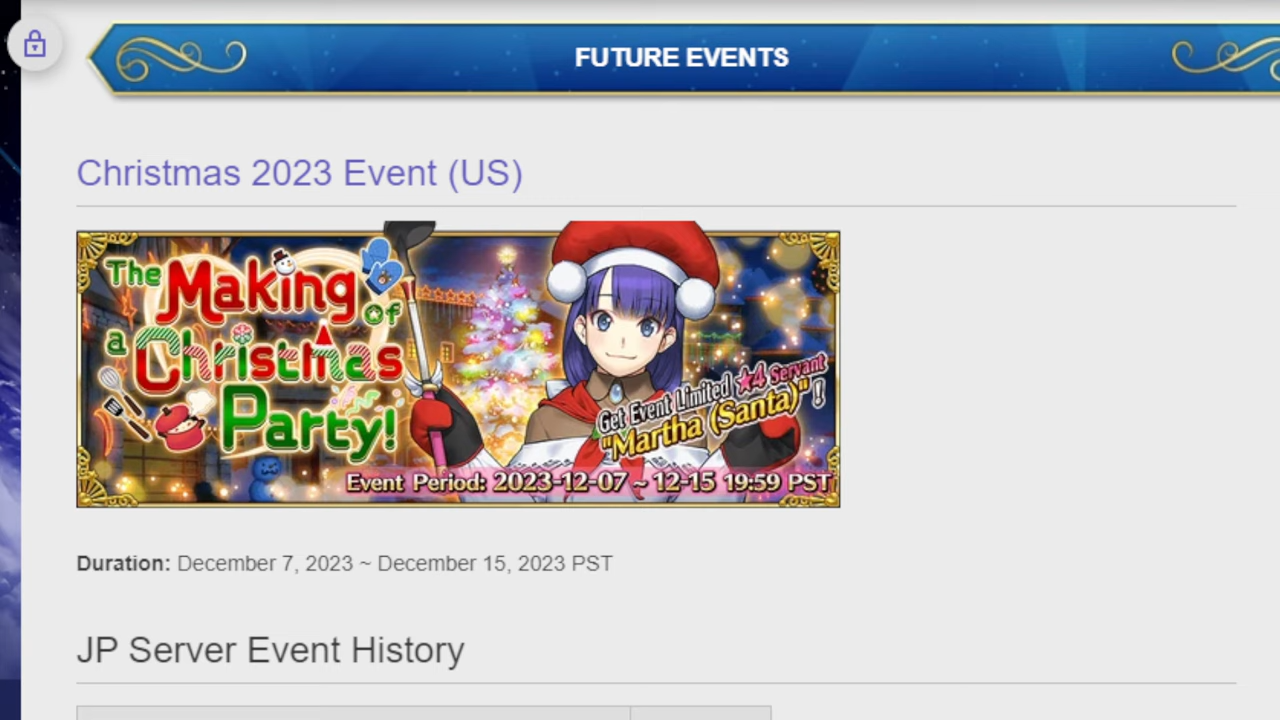 FUTURE EVENTS
Christmas 2023 Event (US)
The Making of
a Christmas
Party!
Get Event Limited ★4 Servant
"Martha (Santa)"!
Event Period: 2023-12-07 ~ 12-15 19:59 PST
Duration: December 7, 2023 ~ December 15, 2023 PST
JP Server Event History